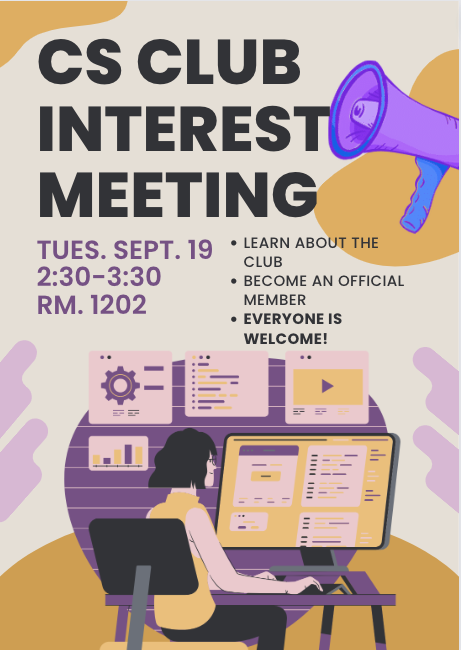 CS CLUB
INTEREST
MEETING
TUES. SEPT. 19
2:30-3:30
RM. 1202
• LEARN ABOUT THE
CLUB
• BECOME AN OFFICIAL
MEMBER
• EVERYONE IS
WELCOME!